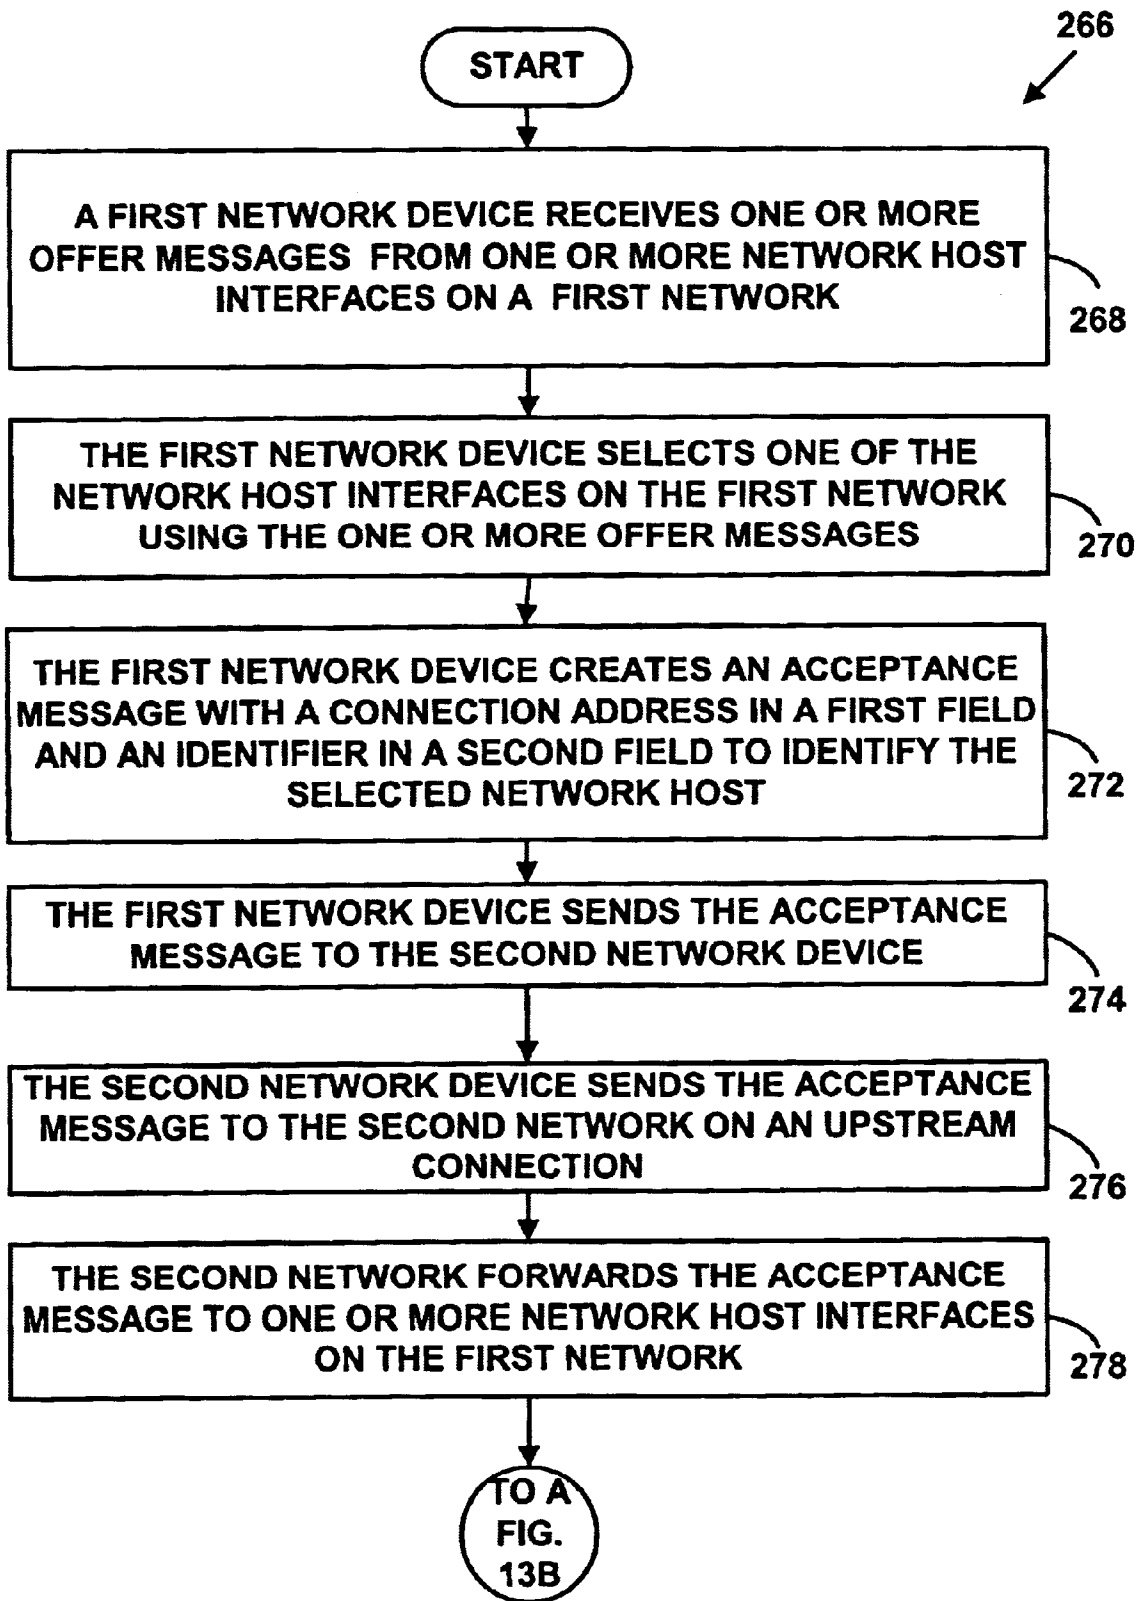 266
START
A FIRST NETWORK DEVICE RECEIVES ONE OR MORE
OFFER MESSAGES FROM ONE OR MORE NETWORK HOST
INTERFACES ON A FIRST NETWORK
268
THE FIRST NETWORK DEVICE SELECTS ONE OF THE
NETWORK HOST INTERFACES ON THE FIRST NETWORK
USING THE ONE OR MORE OFFER MESSAGES
270
THE FIRST NETWORK DEVICE CREATES AN ACCEPTANCE
MESSAGE WITH A CONNECTION ADDRESS IN A FIRST FIELD
AND AN IDENTIFIER IN A SECOND FIELD TO IDENTIFY THE
SELECTED NETWORK HOST.
272
THE FIRST NETWORK DEVICE SENDS THE ACCEPTANCE
MESSAGE TO THE SECOND NETWORK DEVICE.
274
THE SECOND NETWORK DEVICE SENDS THE ACCEPTANCE
MESSAGE TO THE SECOND NETWORK ON AN UPSTREAM
CONNECTION
276
THE SECOND NETWORK FORWARDS THE ACCEPTANCE
MESSAGE TO ONE OR MORE NETWORK HOST INTERFACES
ON THE FIRST NETWORK.
278
TO A
FIG.
13B